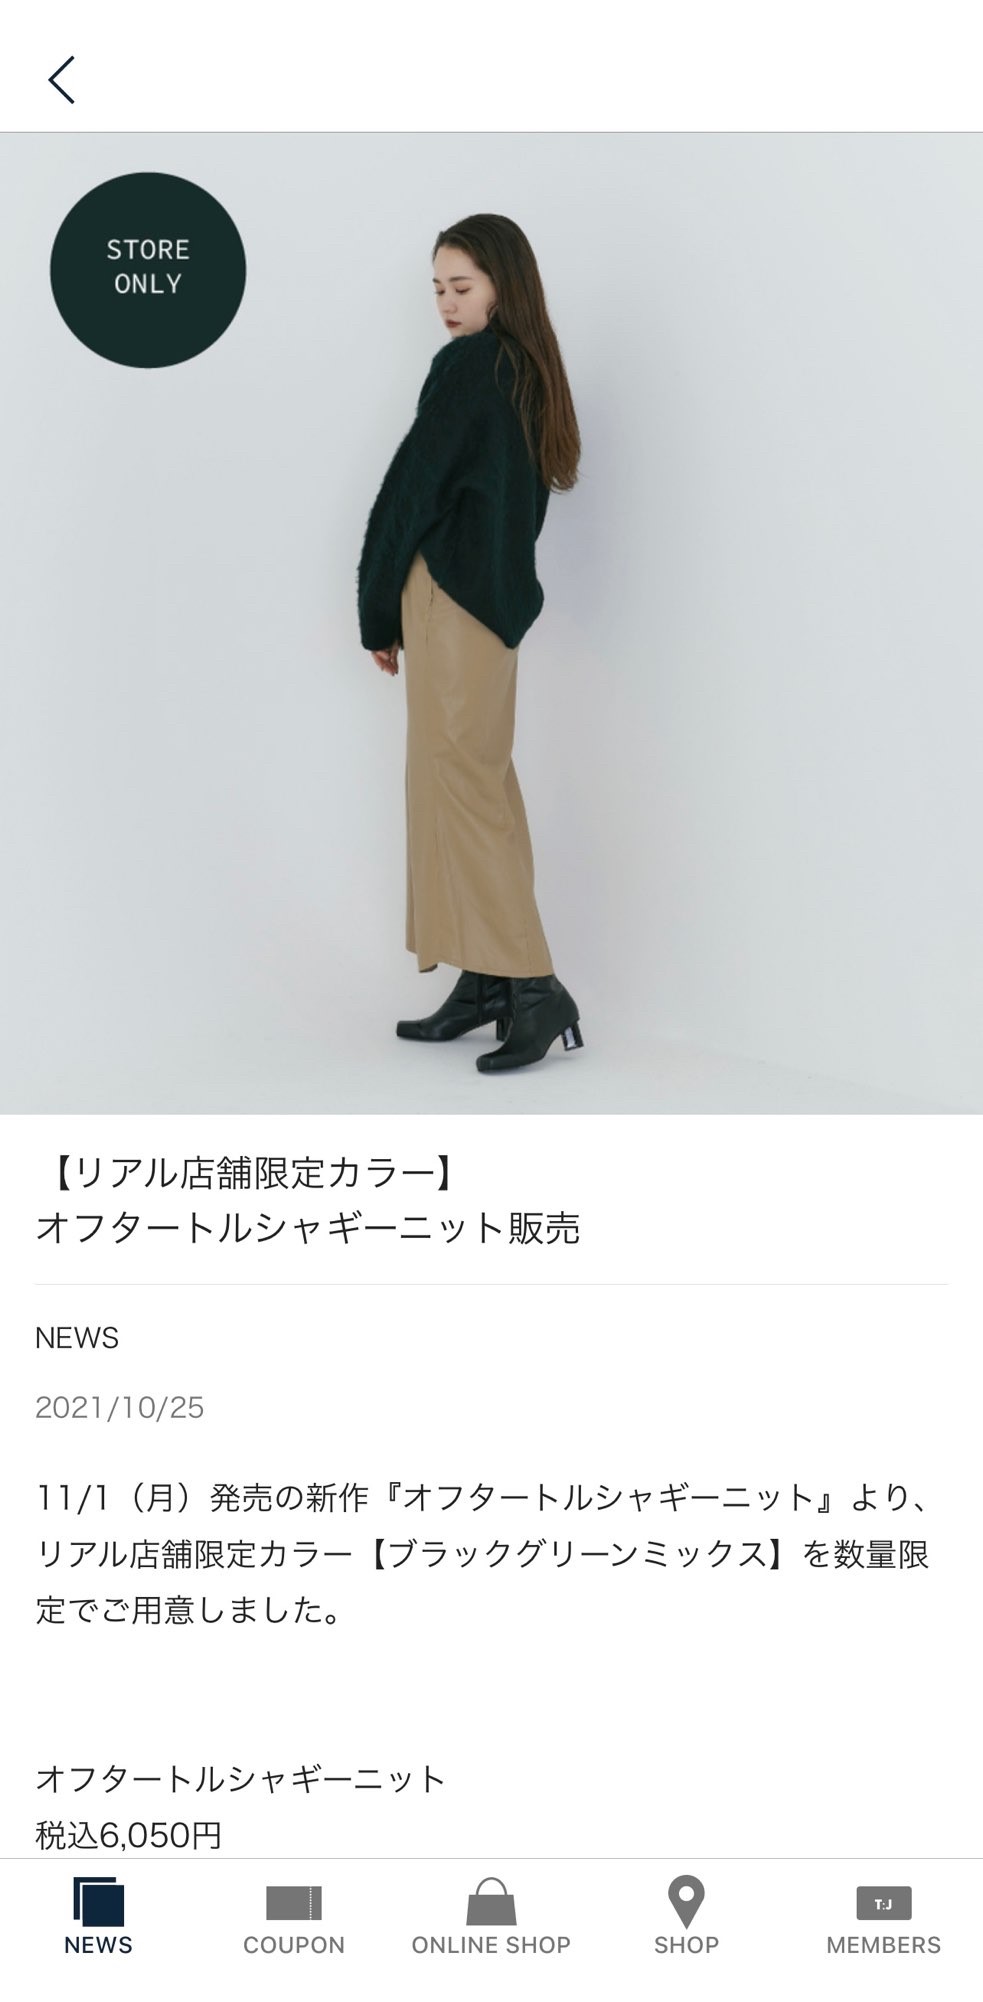 STORE
ONLY
【リアル店舗限定カラー】
オフタートルシャギーニット販売
NEWS
2021/10/25
11/1（月）発売の新作『オフタートルシャギーニット』より、
リアル店舗限定カラー【ブラックグリーンミックス】を数量限
定でご用意しました。
オフタートルシャギーニット
税込6,050円
NEWS
COUPON
ONLINE SHOP
SHOP
T:J
MEMBERS